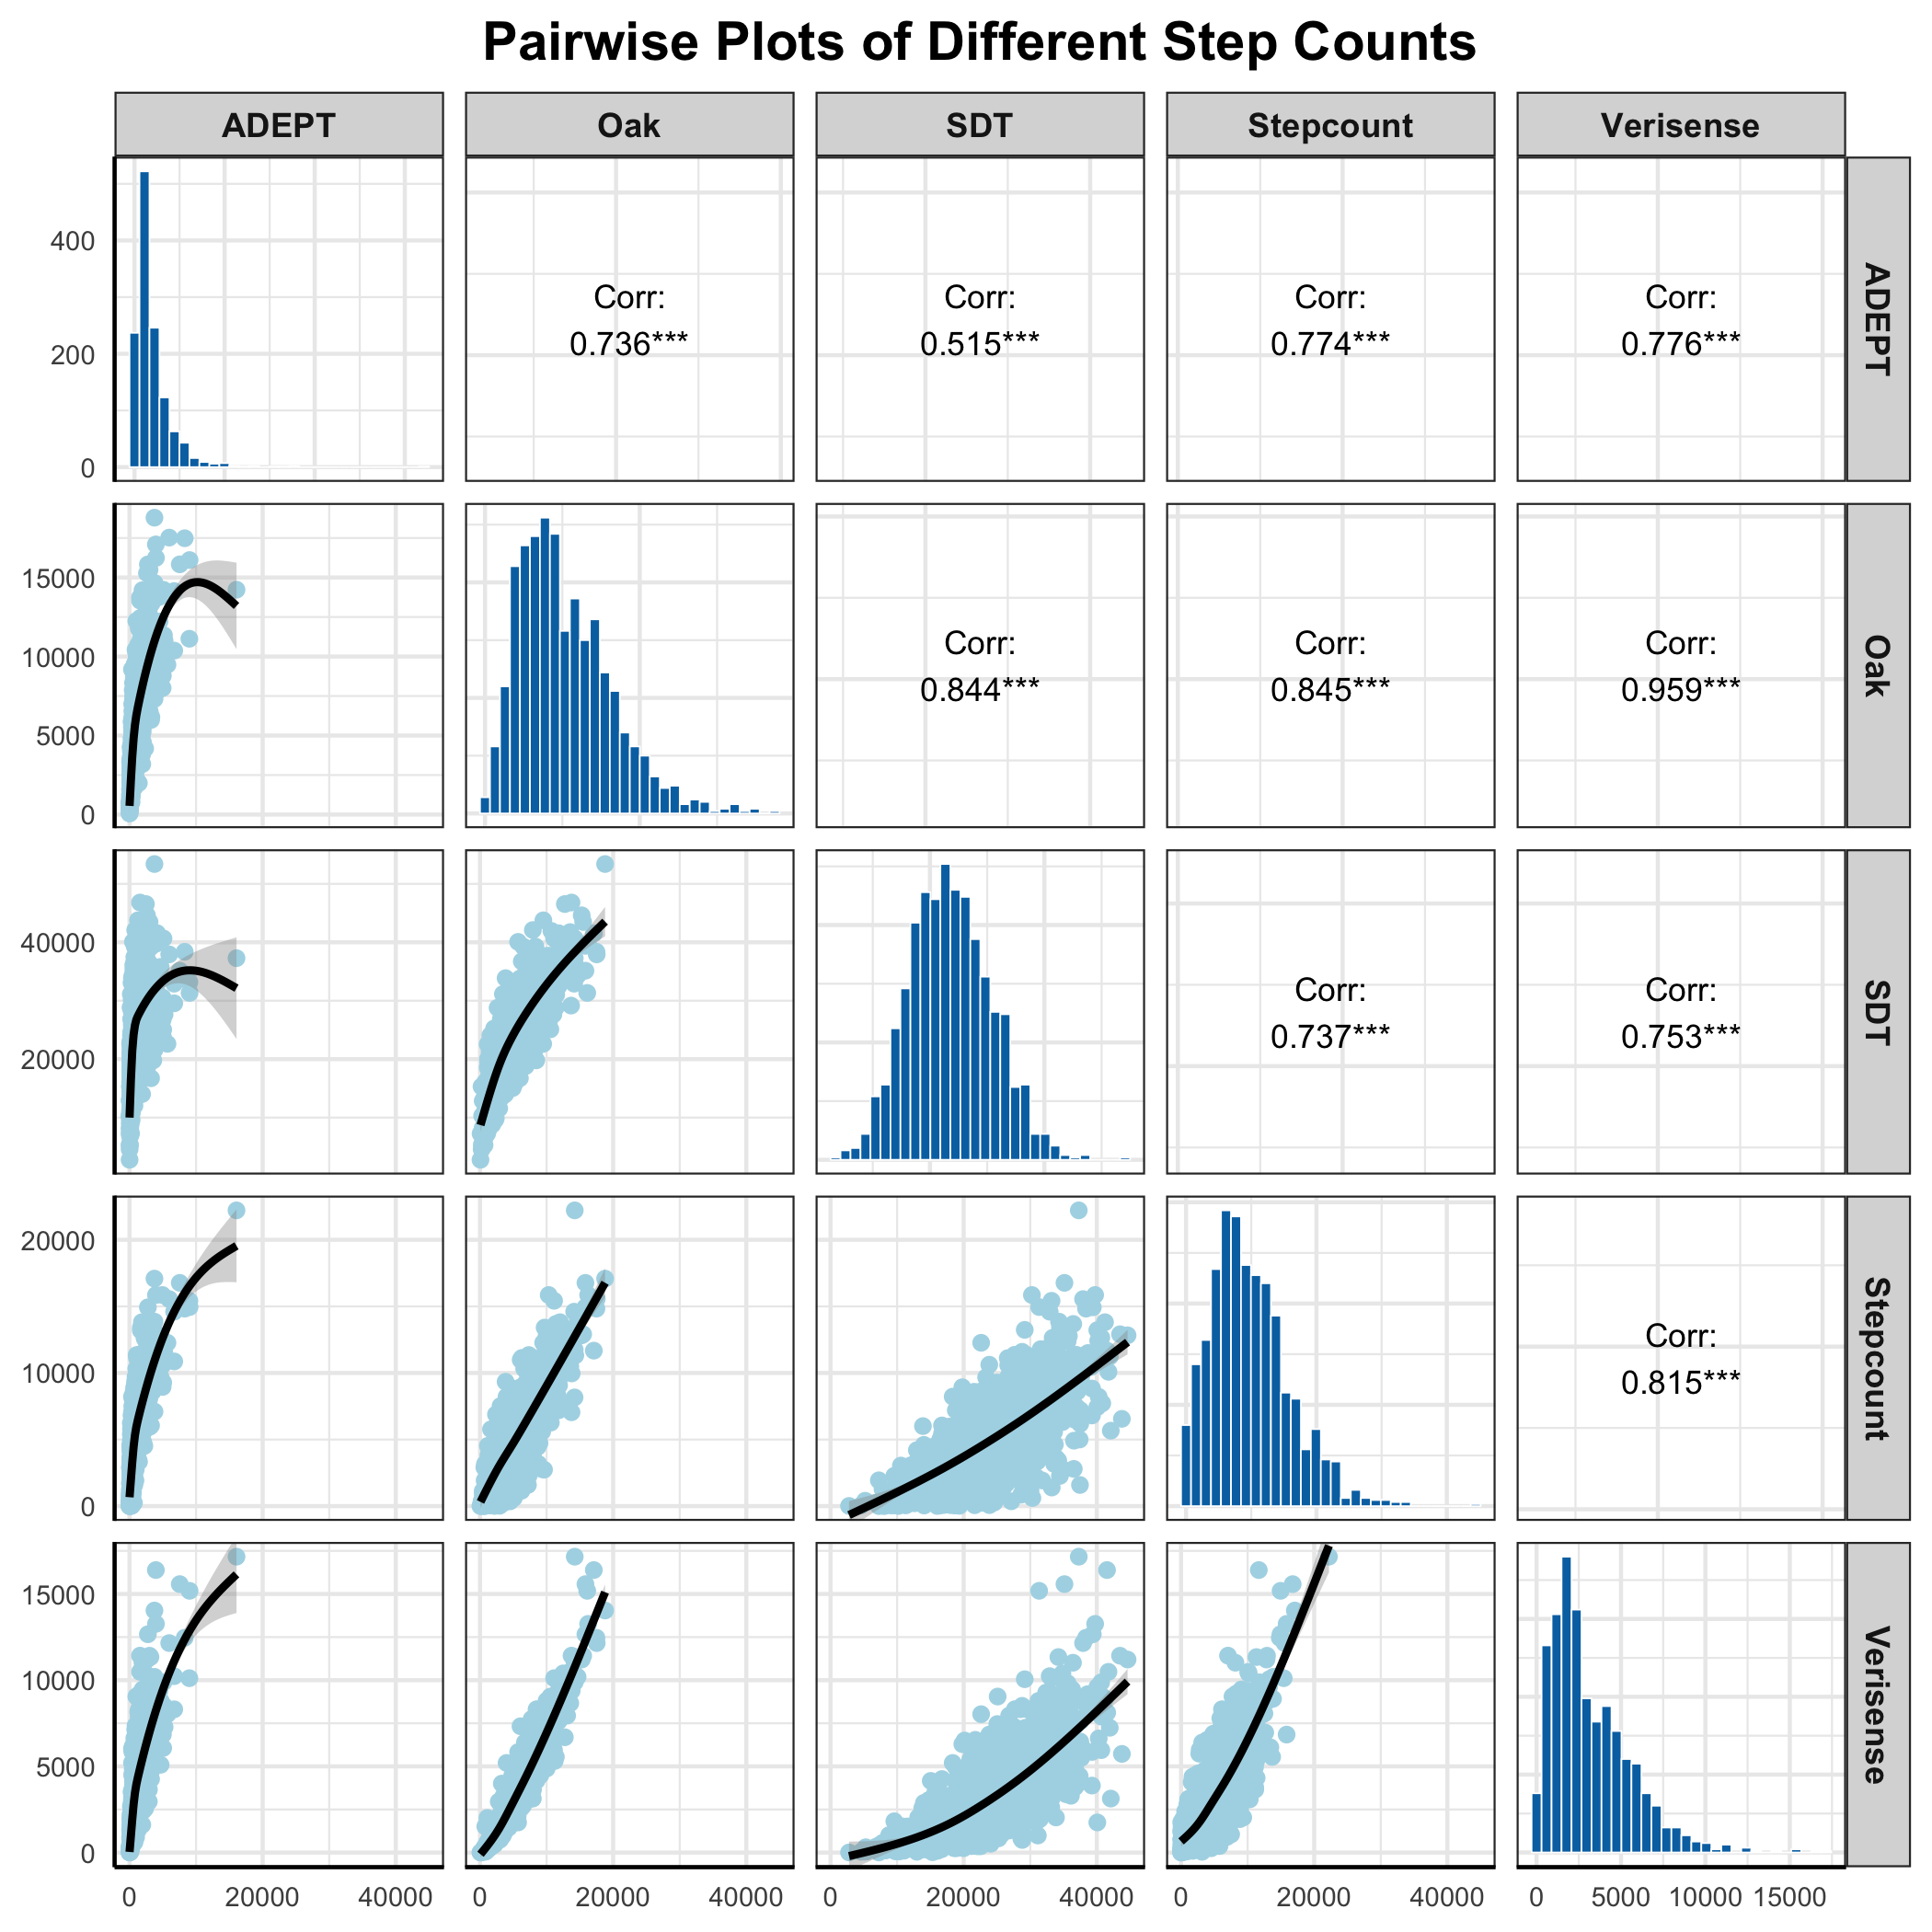 Pairwise Plots of Different Step Counts
ADEPT Oak SDT Stepcount Verisense
400
200
0
Corr:
0.736***
Corr:
0.515***
Corr:
0.774***
Corr:
0.776***
ADEPT
15000
10000
5000
0
Corr:
0.844***
Corr:
0.845***
Corr:
0.959***
Oak
40000
20000
Corr:
0.737***
Corr:
0.753***
SDT
20000
10000
0
Corr:
0.815***
Stepcount
15000
10000
5000
0
Verisense
0 20000 40000 0 20000 40000 0 20000 40000 0 20000 40000 0 5000 10000 15000